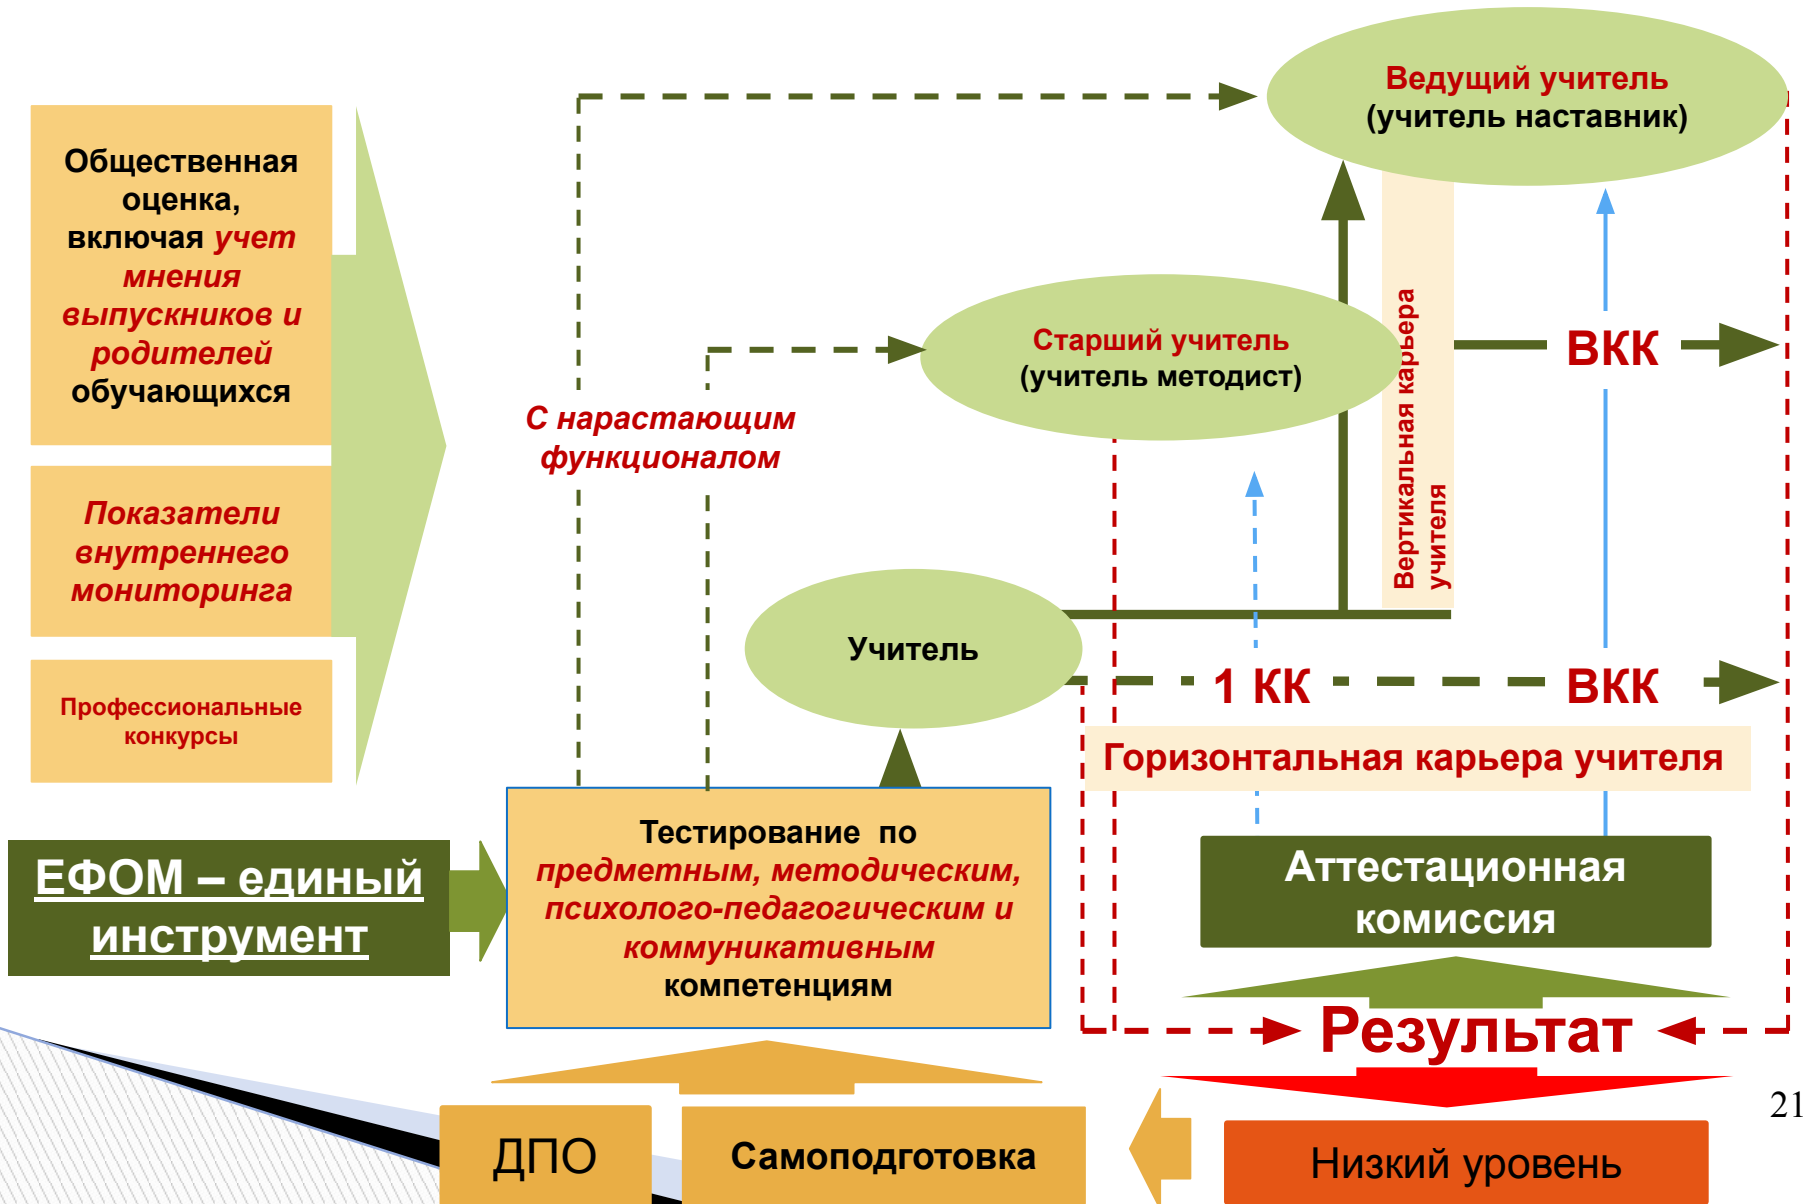 Ведущий учитель
(учитель наставник)
Общественная
оценка,
включая учет
мнения
выпускников и
родителей
обучающихся
Показатели
внутреннего
мониторинга
Профессиональные
конкурсы
С нарастающим
функционалом
Старший учитель
(учитель методист)
Вертикальная карьера
учителя
ВКК
Учитель
1 КК
ВКК
Горизонтальная карьера учителя
ЕФОМ – единый
инструмент
Тестирование по
предметным, методическим,
психолого-педагогическим и
коммуникативным
компетенциям
Аттестационная
комиссия
Результат
ДПО
Самоподготовка
Низкий уровень
21